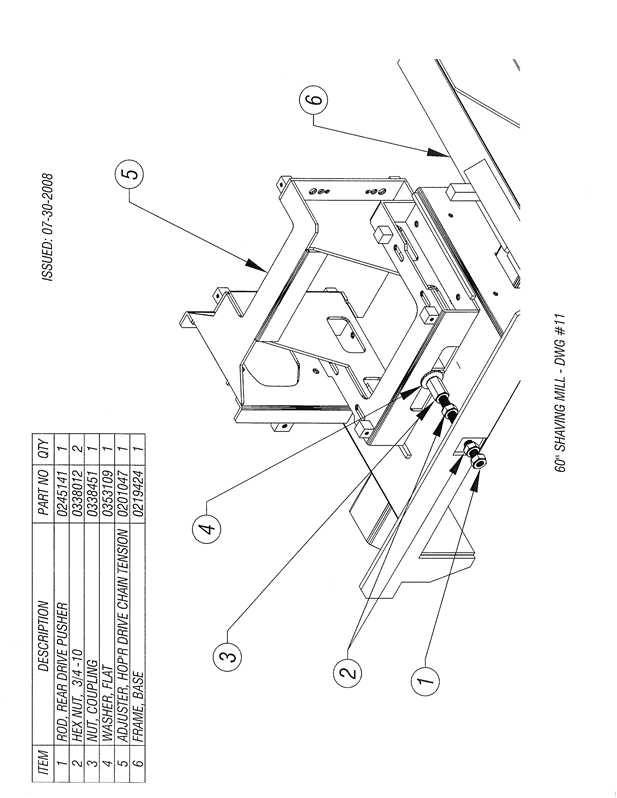 ISSUED: 07-30-2008
ITEM DESCRIPTION PART NO QTY
1 ROD, REAR DRIVE PUSHER 0245141 1
2 HEX NUT, 3/4-10 0338012 2
3 NUT, COUPLING 0338451 1
4 WASHER, FLAT 0353109 1
5 ADJUSTER, HOP'R DRIVE CHAIN TENSION 0201047 1
6 FRAME, BASE 0219424 1
1
2
3
4
5
6
60" SHAVING MILL - DWG #11